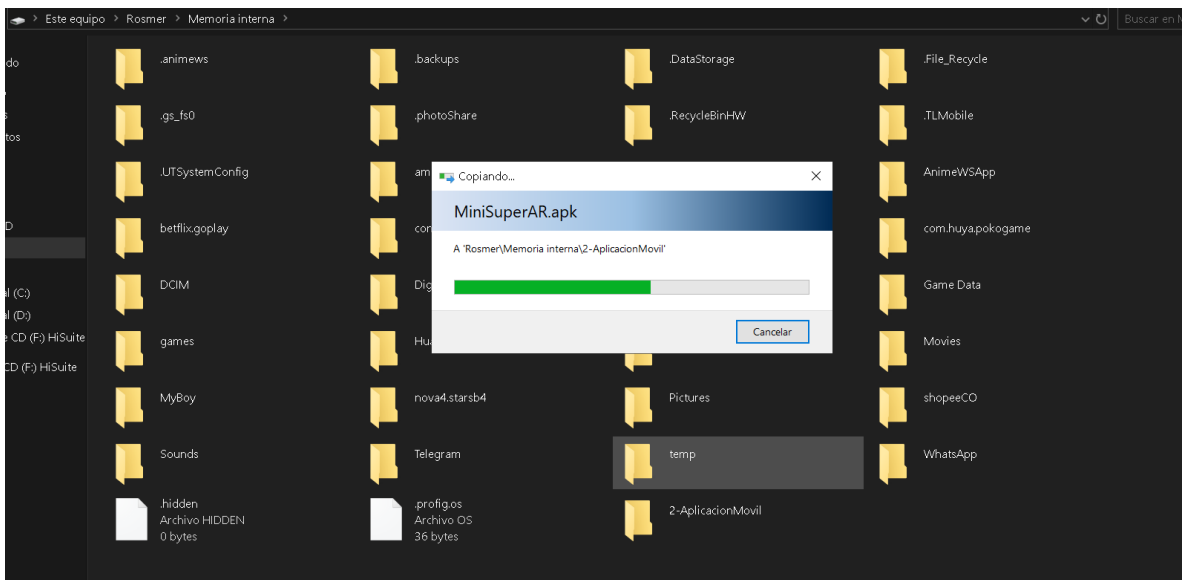 > Este equipo > Rosmer > Memoria interna >
Buscar en M
do
.animews
.backups
.DataStorage
.File_Recycle
s
tos
.gs_fs0
.photoShare
.RecycleBinHW
.TLMobile
.UTSystemConfig
am
AnimeWSApp
Copiando...
MiniSuperAR.apk
A 'Rosmer\Memoria interna\2-AplicacionMovil'
Cancelar
D
betflix.goplay
con
com.huya.pokogame
al (C:)
al (D:)
DCIM
Dig
Game Data
e CD (F:) HiSuite
CD (F:) HiSuite
games
Hu
Movies
MyBoy
nova4.starsb4
Pictures
shopeeCO
Sounds
Telegram
temp
WhatsApp
.hidden
Archivo HIDDEN
0 bytes
.profig.os
Archivo OS
36 bytes
2-AplicacionMovil